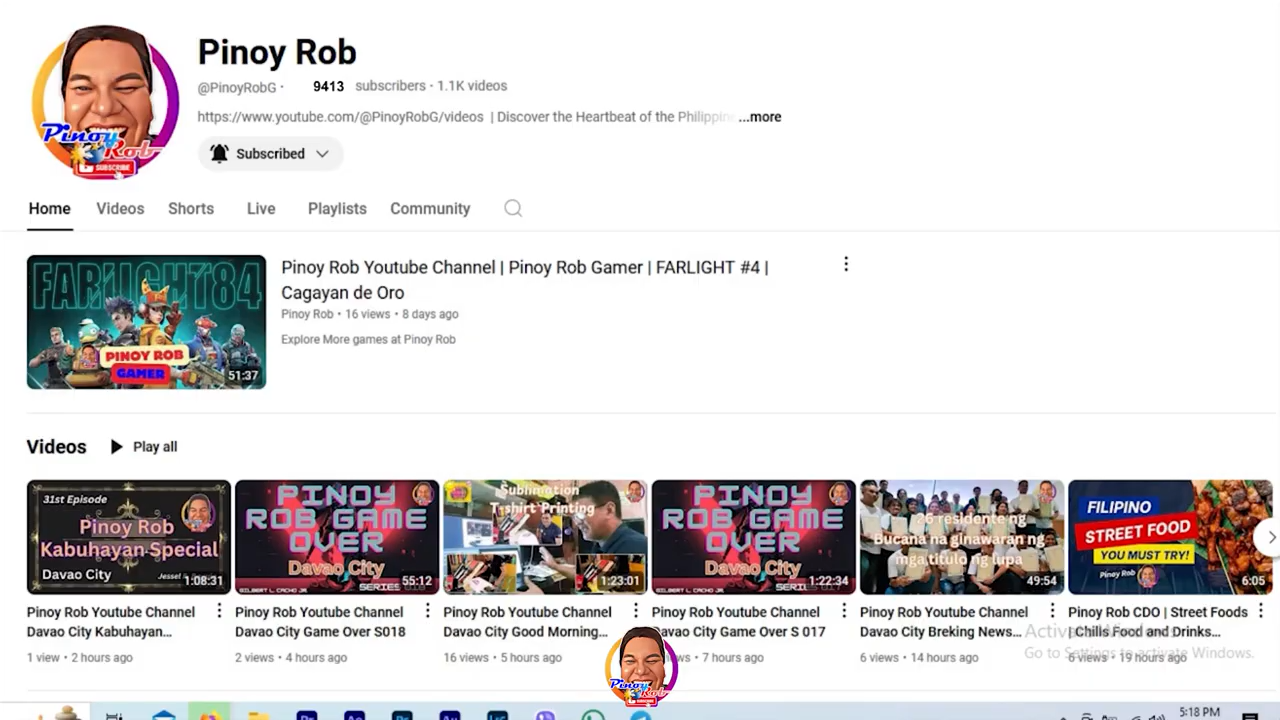 Pinoy Rob
@PinoyRobG · 9413 subscribers · 1.1K videos
https://www.youtube.com/@PinoyRobG/videos | Discover the Heartbeat of the Philippin ...more
Pinoy
Rob
SUBSCRIBE
Subscribed
Home Videos Shorts Live Playlists Community
FARLIGHT84
PINOY ROB
GAMER
51:37
Pinoy Rob Youtube Channel | Pinoy Rob Gamer | FARLIGHT #4 |
Cagayan de Oro
Pinoy Rob · 16 views · 8 days ago
Explore More games at Pinoy Rob
Videos Play all
31st Episode
Pinoy Rob
Kabuhayan Special
Davao City
1:08:31
Pinoy Rob Youtube Channel
Davao City Kabuhayan...
1 view · 2 hours ago
PINOY
ROB GAME
OVER
Davao City
55:12
Pinoy Rob Youtube Channel
Davao City Game Over S018
2 views · 4 hours ago
Sublimation
T-shirt Printing
1:23:01
Pinoy Rob Youtube Channel
Davao City Good Morning...
16 views · 5 hours ago
PINOY
ROB GAME
OVER
Davao City
GILBERT L. CACHO JR.
1:22:34
Pinoy Rob Youtube Channel
avao City Game Over S 017
ws · 7 hours ago
26 residente ng
Bucana na ginawaran ng
mga titulo ng lupa
49:54
Pinoy Rob Youtube Channel
Davao City Breking News...
6 views · 14 hours ago
FILIPINO
STREET FOOD
YOU MUST TRY!
Pinoy Rob
6:05
Pinoy Rob CDO | Street Foods
| Chills Food and Drinks...
6 views · 19 hours ago
Activate Windows
Go to Settings to activate Windows.
Pinoy
Rob
SUBSCRIBE
5:18 PM